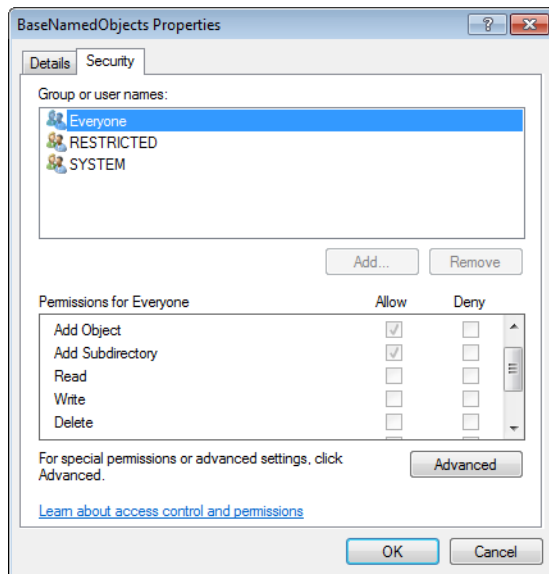 BaseNamedObjects Properties
Details Security
Group or user names:
Everyone
RESTRICTED
SYSTEM
Add... Remove
Permissions for Everyone Allow Deny
Add Object
Add Subdirectory
Read
Write
Delete
For special permissions or advanced settings, click
Advanced.
Advanced
Learn about access control and permissions
OK Cancel